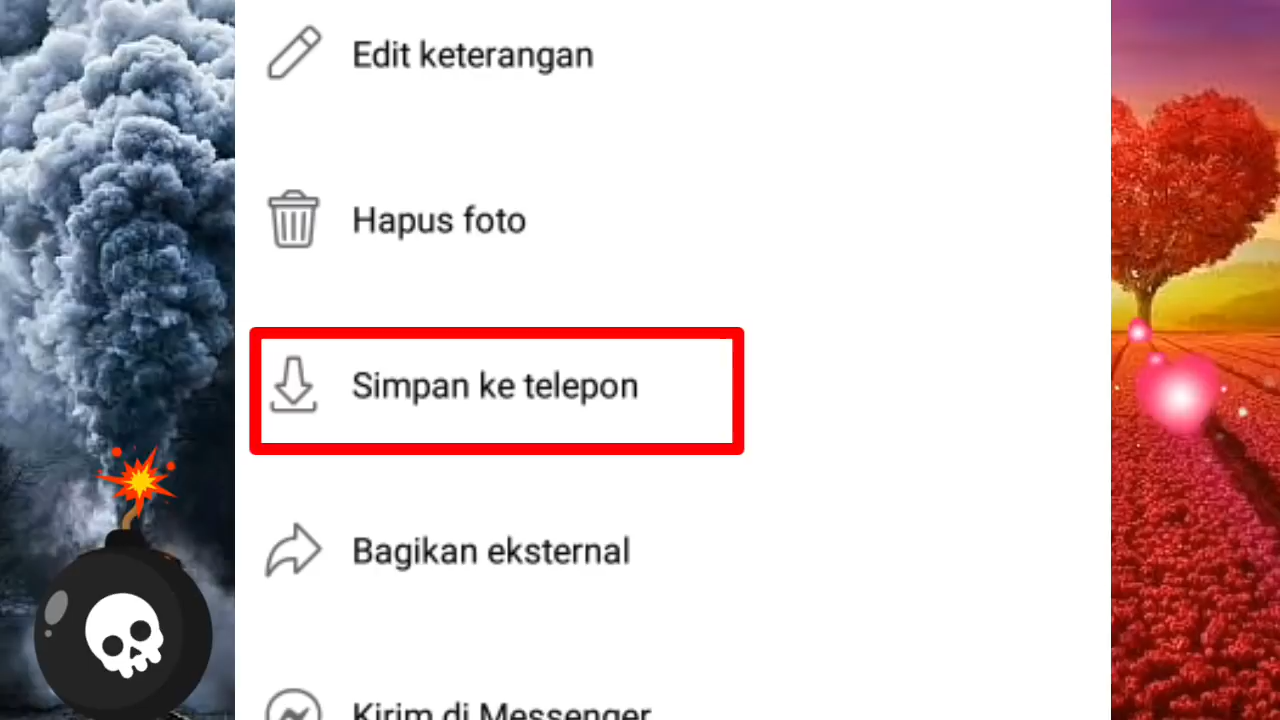 Edit keterangan
Hapus foto
Simpan ke telepon
Bagikan eksternal
Kirim di Messenger